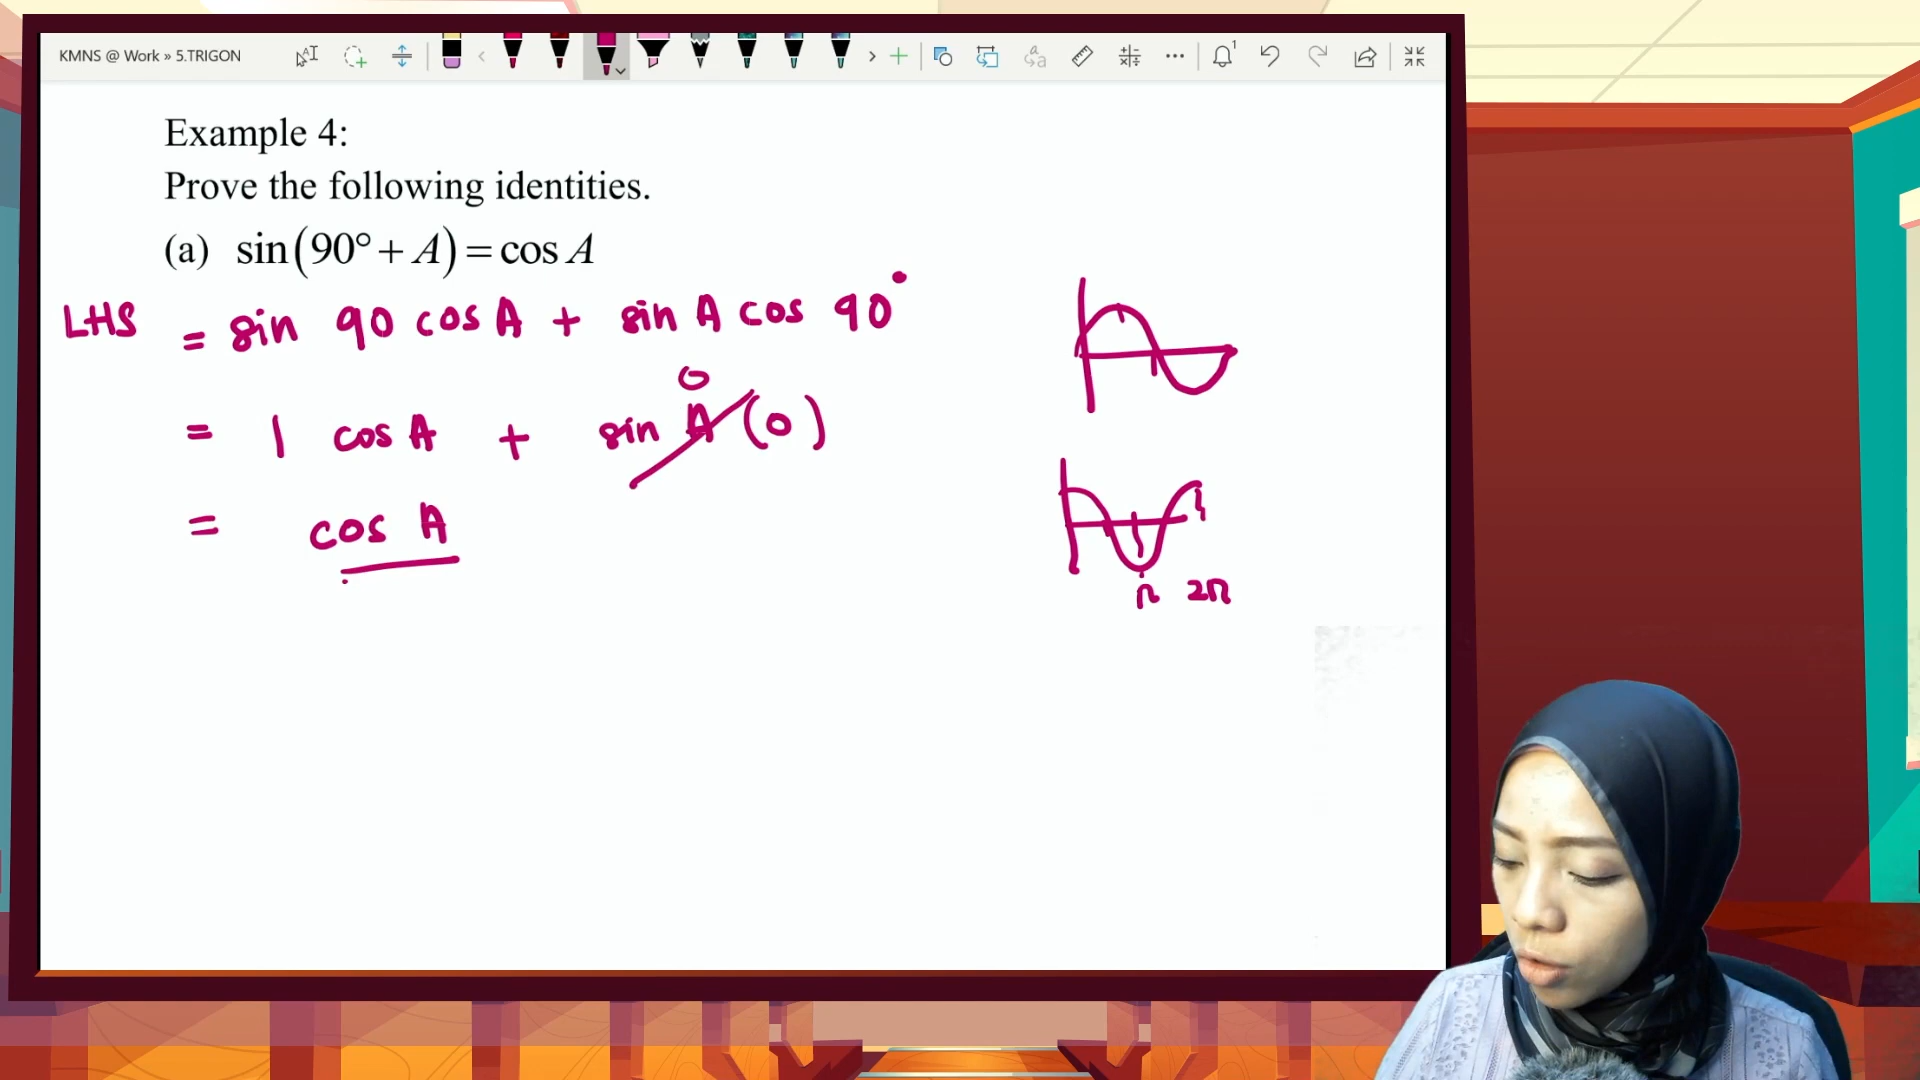 KMNS @ Work » 5.TRIGON
Example 4:
Prove the following identities.
(a) sin(90° + A) = cos A
LHS = sin 90 cos A + sin A cos 90°
0
= 1 cos A + sin A (0)
= cos A
π 2π